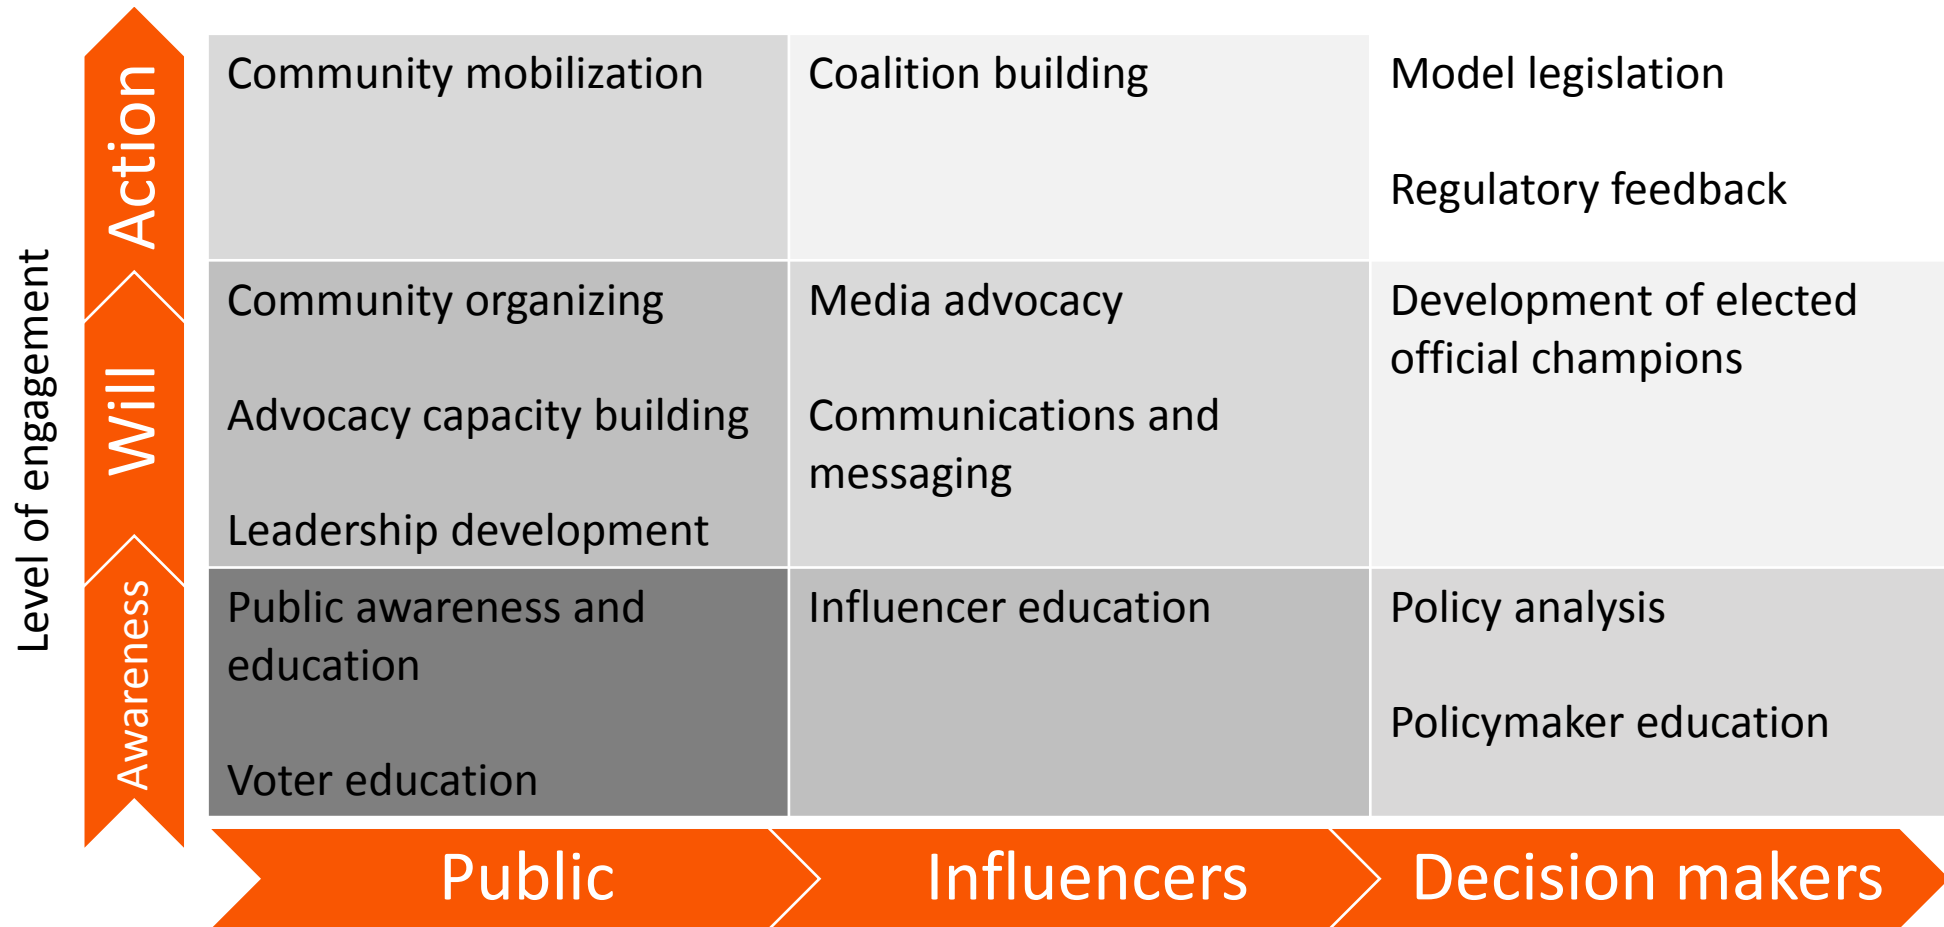 Level of engagement
Action
Community mobilization
Coalition building
Model legislation
Regulatory feedback
Will
Community organizing
Advocacy capacity building
Leadership development
Media advocacy
Communications and
messaging
Development of elected
official champions
Awareness
Public awareness and
education
Voter education
Influencer education
Policy analysis
Policymaker education
Public
Influencers
Decision makers